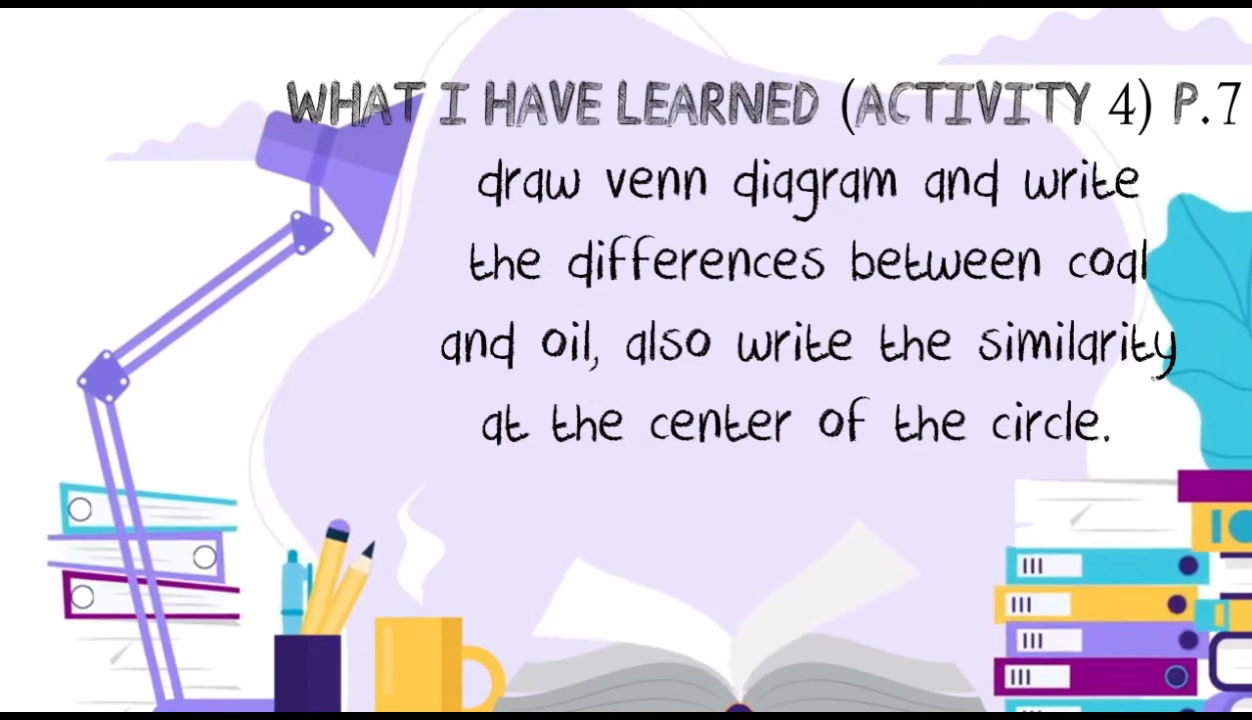 WHAT I HAVE LEARNED (ACTIVITY 4) P.7
draw venn diagram and write
the differences between coal
and oil, also write the similarity
at the center of the circle.